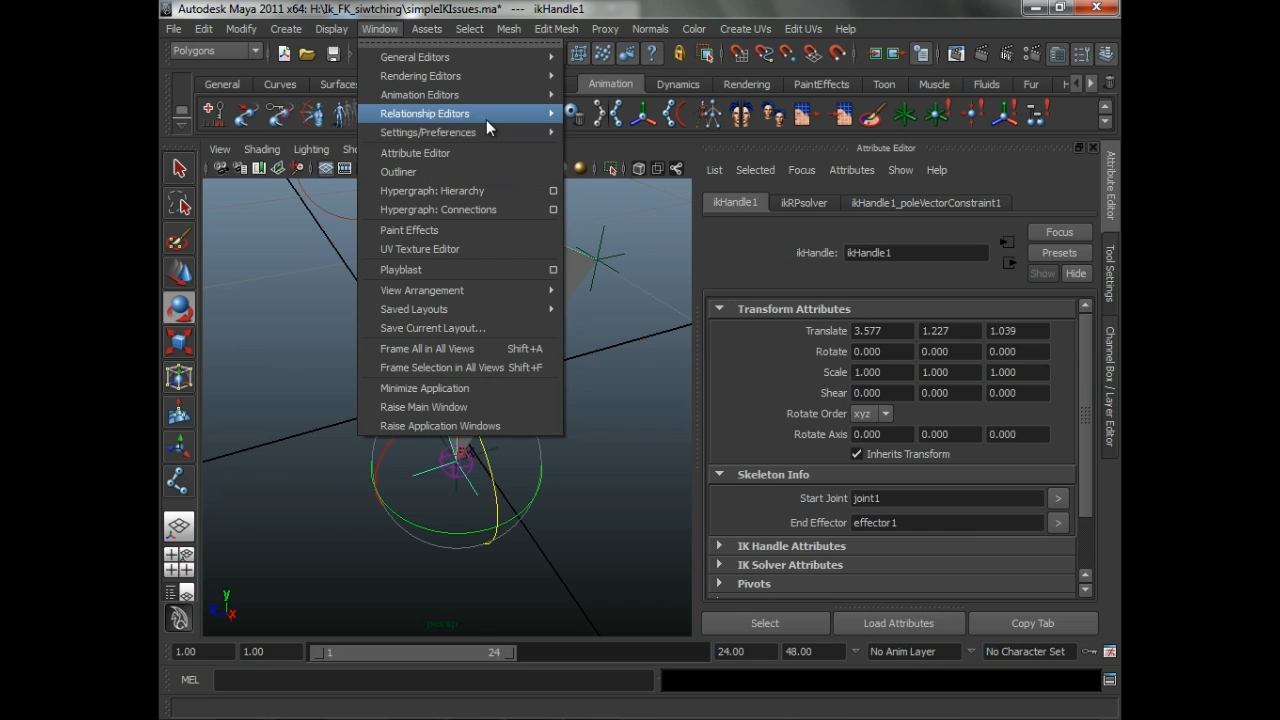 Autodesk Maya 2011 x64: H:\Ik_FK_siwtching\simpleIKIssues.ma* --- ikHandle1
File Edit Modify Create Display Window Assets Select Mesh Edit Mesh Proxy Normals Color Create UVs Edit UVs Help
Polygons
General Curves Surfaces Animation Dynamics Rendering PaintEffects Toon Muscle Fluids Fur
General Editors
Rendering Editors
Animation Editors
Relationship Editors
Settings/Preferences
Attribute Editor
Outliner
Hypergraph: Hierarchy
Hypergraph: Connections
Paint Effects
UV Texture Editor
Playblast
View Arrangement
Saved Layouts
Save Current Layout...
Frame All in All Views Shift+A
Frame Selection in All Views Shift+F
Minimize Application
Raise Main Window
Raise Application Windows
View Shading Lighting Sho
y
x
persp
Attribute Editor
List Selected Focus Attributes Show Help
ikHandle1 ikRPsolver ikHandle1_poleVectorConstraint1
Focus
ikHandle: ikHandle1 Presets
Show Hide
Transform Attributes
Translate 3.577 1.227 1.039
Rotate 0.000 0.000 0.000
Scale 1.000 1.000 1.000
Shear 0.000 0.000 0.000
Rotate Order xyz
Rotate Axis 0.000 0.000 0.000
Inherits Transform
Skeleton Info
Start Joint joint1 >
End Effector effector1 >
IK Handle Attributes
IK Solver Attributes
Pivots
Select Load Attributes Copy Tab
Attribute Editor
Tool Settings
Channel Box / Layer Editor
1.00 1.00 1 24 24.00 48.00 No Anim Layer No Character Set
MEL